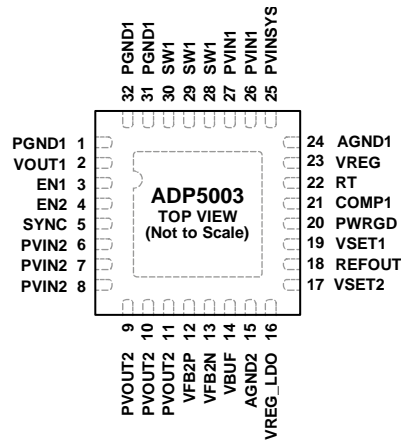 32 PGND1
31 PGND1
30 SW1
29 SW1
28 SW1
27 PVIN1
26 PVIN1
25 PVINSYS
PGND1 1
VOUT1 2
EN1 3
EN2 4
SYNC 5
PVIN2 6
PVIN2 7
PVIN2 8
ADP5003
TOP VIEW
(Not to Scale)
24 AGND1
23 VREG
22 RT
21 COMP1
20 PWRGD
19 VSET1
18 REFOUT
17 VSET2
PVOUT2 9
PVOUT2 10
PVOUT2 11
VFB2P 12
VFB2N 13
VBUF 14
AGND2 15
VREG_LDO 16